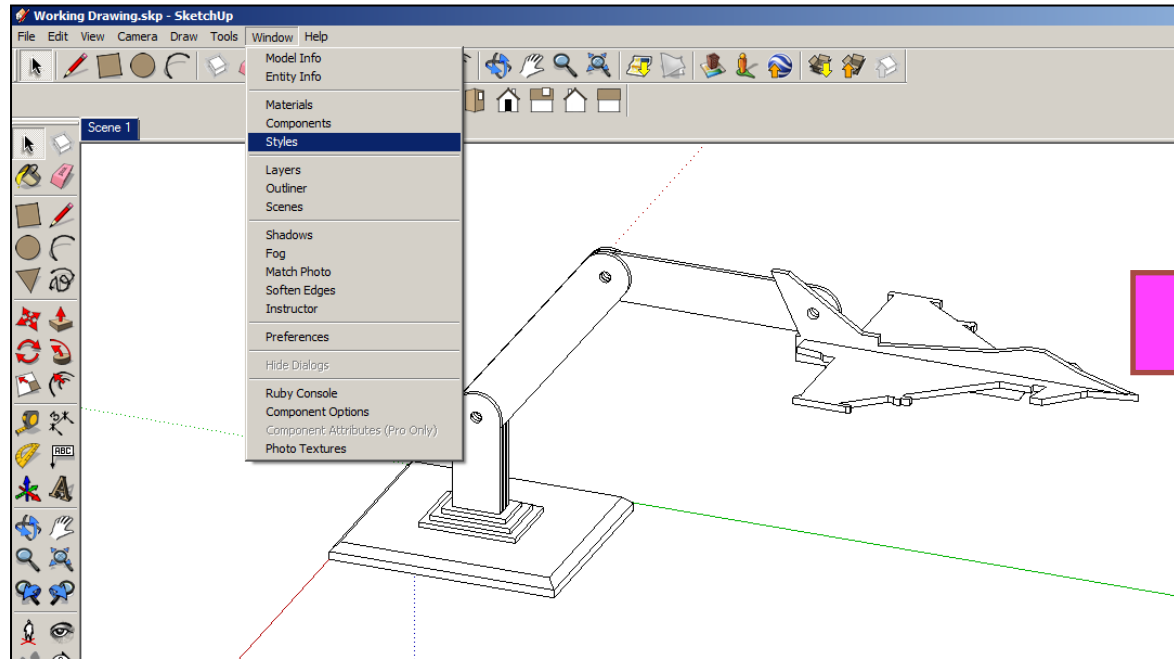 Working Drawing.skp - SketchUp
File Edit View Camera Draw Tools Window Help
Model Info
Entity Info
Materials
Components
Styles
Layers
Outliner
Scenes
Shadows
Fog
Match Photo
Soften Edges
Instructor
Preferences
Hide Dialogs
Ruby Console
Component Options
Component Attributes (Pro Only)
Photo Textures
Scene 1
ABC
A